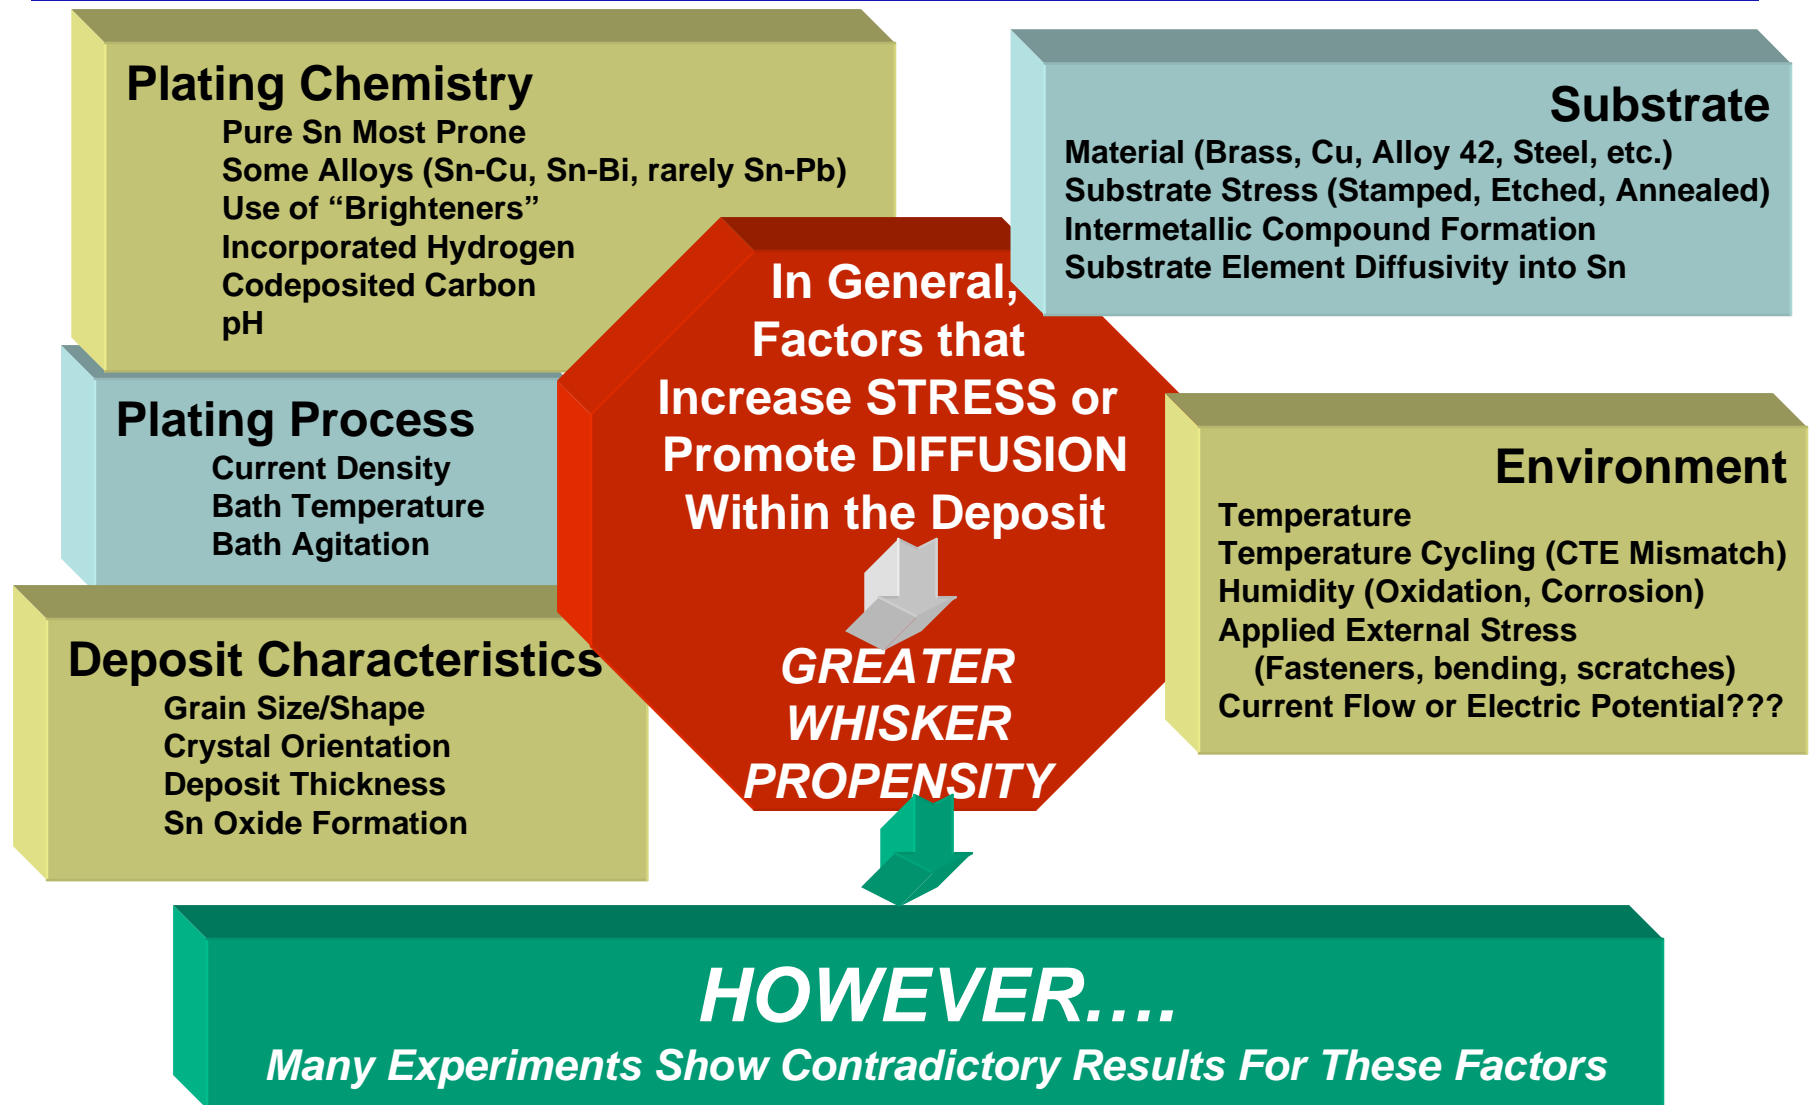 Plating Chemistry
Pure Sn Most Prone
Some Alloys (Sn-Cu, Sn-Bi, rarely Sn-Pb)
Use of “Brighteners”
Incorporated Hydrogen
Codeposited Carbon
pH
Plating Process
Current Density
Bath Temperature
Bath Agitation
Deposit Characteristics
Grain Size/Shape
Crystal Orientation
Deposit Thickness
Sn Oxide Formation
In General,
Factors that
Increase STRESS or
Promote DIFFUSION
Within the Deposit
GREATER
WHISKER
PROPENSITY
Substrate
Material (Brass, Cu, Alloy 42, Steel, etc.)
Substrate Stress (Stamped, Etched, Annealed)
Intermetallic Compound Formation
Substrate Element Diffusivity into Sn
Environment
Temperature
Temperature Cycling (CTE Mismatch)
Humidity (Oxidation, Corrosion)
Applied External Stress
(Fasteners, bending, scratches)
Current Flow or Electric Potential???
HOWEVER….
Many Experiments Show Contradictory Results For These Factors